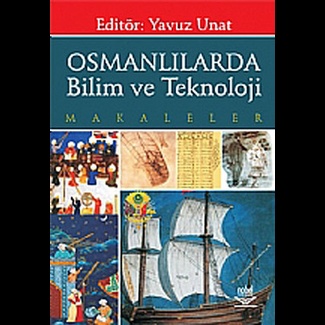 Editör: Yavuz Unat
OSMANLILARDA
Bilim ve Teknoloji
MAKALELER
nobel